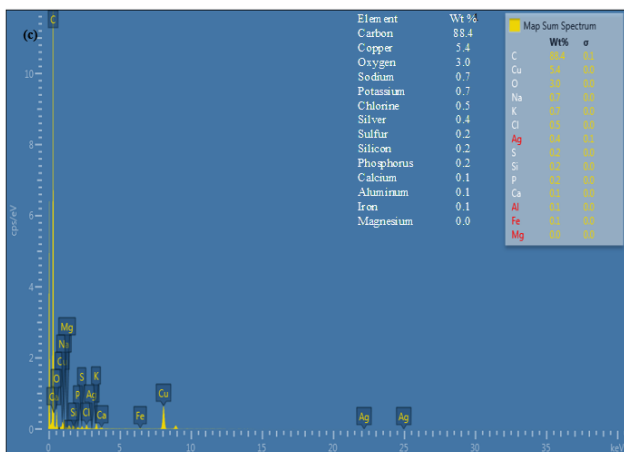 (c)
Element Wt %
Carbon 88.4
Copper 5.4
Oxygen 3.0
Sodium 0.7
Potassium 0.7
Chlorine 0.5
Silver 0.4
Sulfur 0.2
Silicon 0.2
Phosphorus 0.2
Calcium 0.1
Aluminum 0.1
Iron 0.1
Magnesium 0.0
Map Sum Spectrum
Wt% σ
C 88.4 0.1
Cu 5.4 0.0
O 3.0 0.0
Na 0.7 0.0
K 0.7 0.0
Cl 0.5 0.0
Ag 0.4 0.1
S 0.2 0.0
Si 0.2 0.0
P 0.2 0.0
Ca 0.1 0.0
Al 0.1 0.0
Fe 0.1 0.0
Mg 0.0 0.0
cps/eV
10
8
6
4
2
0
C
Mg
Na
Cu
O S K
P Ag
Ca
Si Cl Ca
Fe
Cu
Ag Ag
0 5 10 15 20 25 30 35 keV